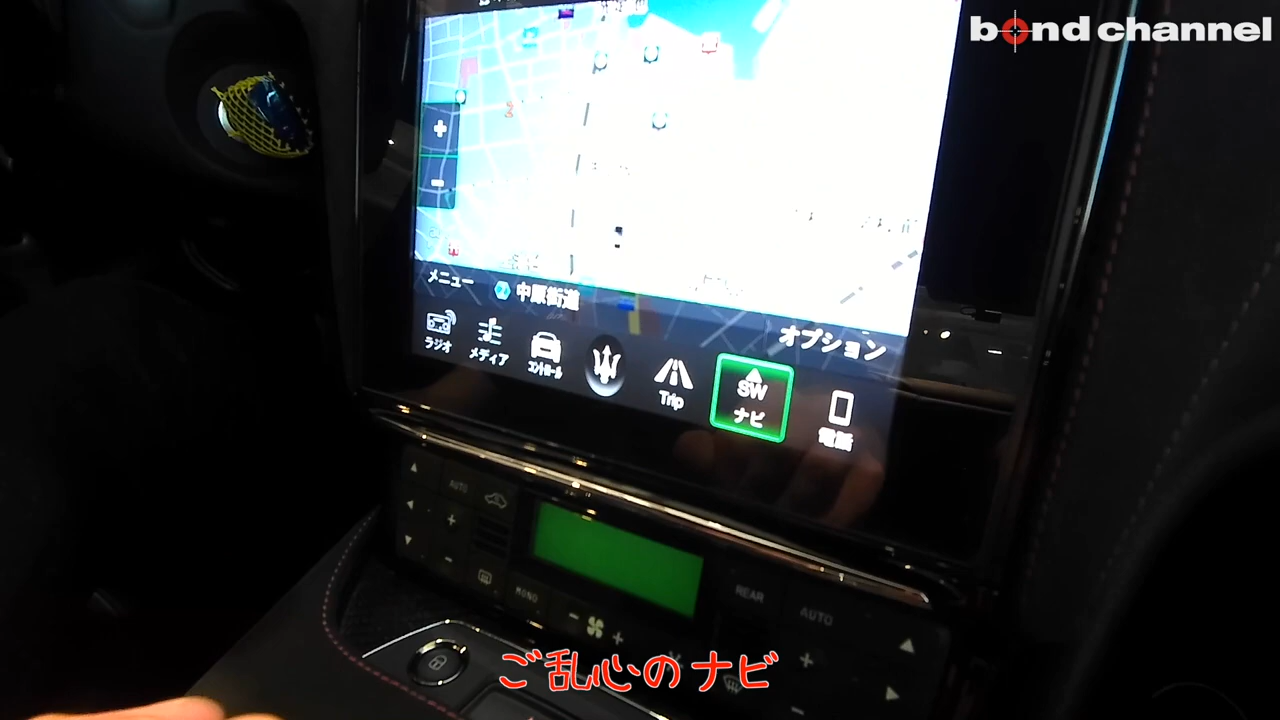 bond channel
+
−
メニュー
中原街道
オプション
ラジオ
メディア
コントロール
Trip
SW
ナビ
電話
AUTO
+
−
MONO
− +
REAR
AUTO
+
−
ご乱心のナビ